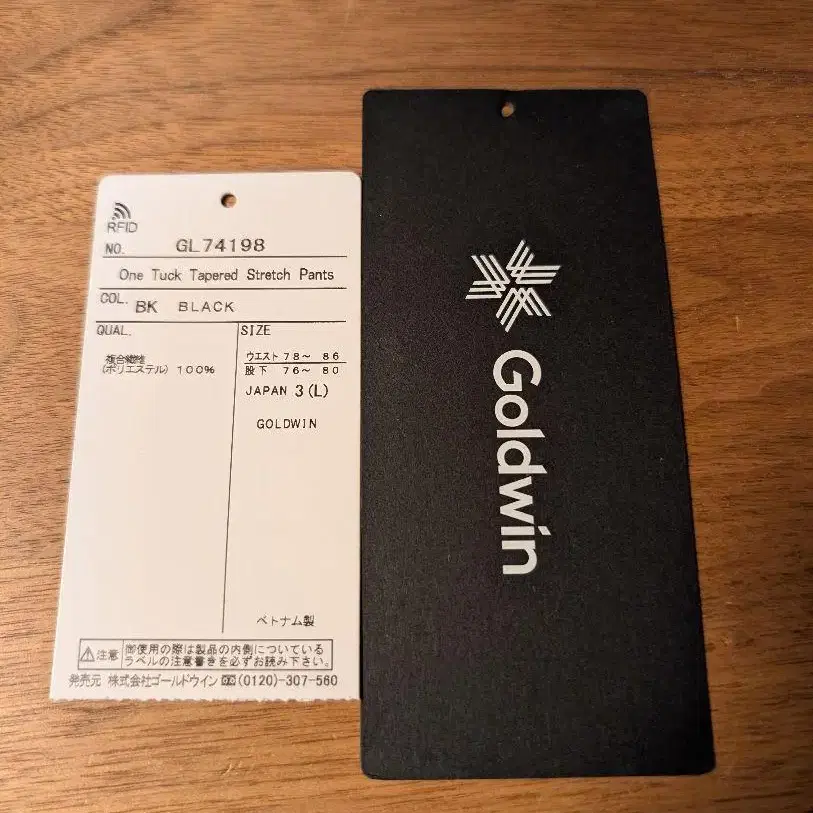 RFID
NO. GL74198
One Tuck Tapered Stretch Pants
COL. BK BLACK
QUAL.
複合繊維
(ポリエステル) 100%
SIZE
ウエスト 78~ 86
股下 76~ 80
JAPAN 3(L)
GOLDWIN
ベトナム製
注意 御使用の際は製品の内側についている
ラベルの注意書きを必ずお読み下さい。
発売元 株式会社ゴールドウイン (0120)-307-560
Goldwin